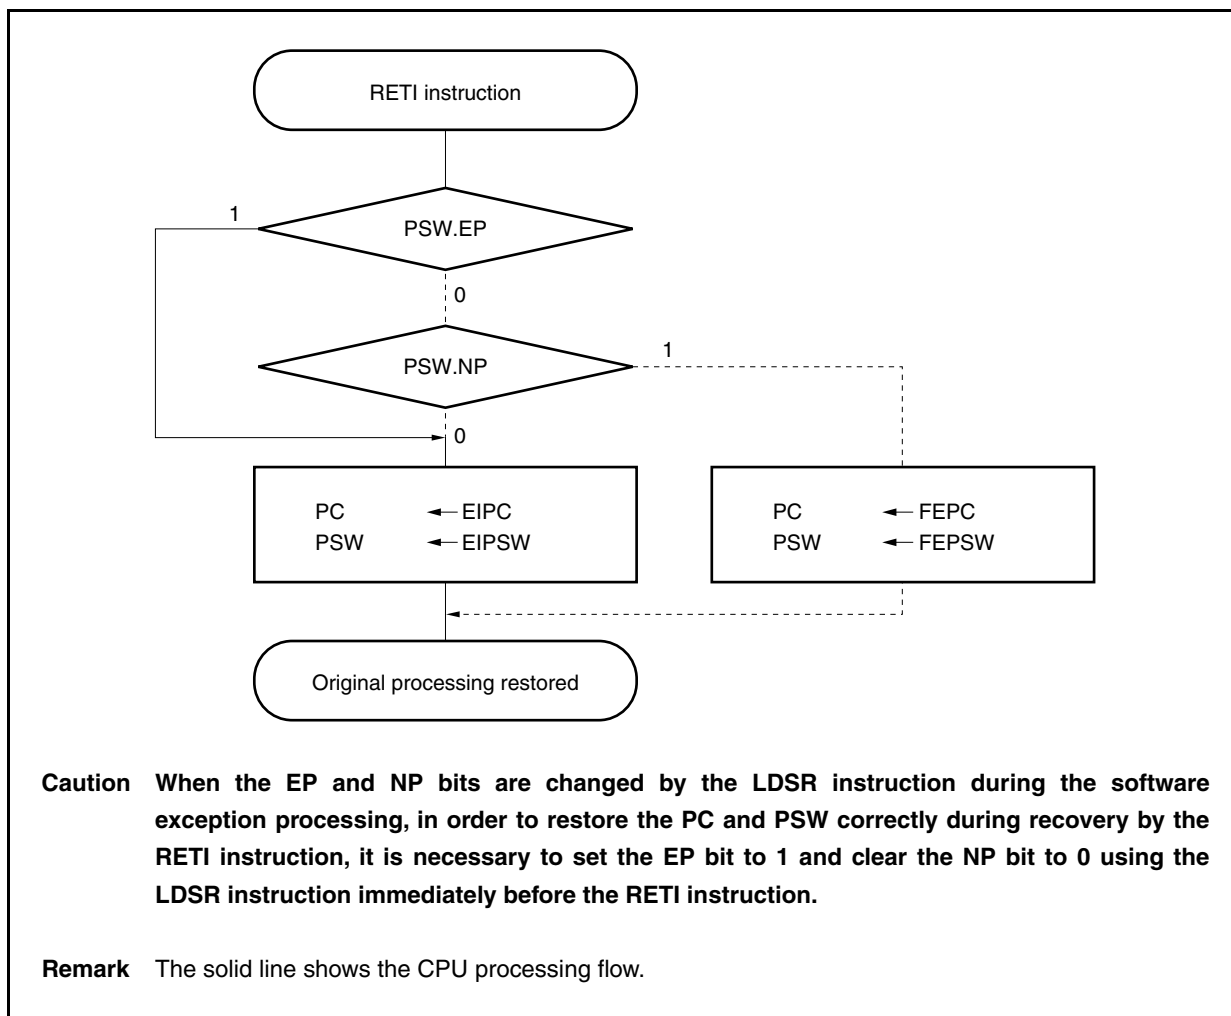 RETI instruction
1
PSW.EP
0
1
PSW.NP
0
PC ← EIPC
PSW ← EIPSW
PC ← FEPC
PSW ← FEPSW
Original processing restored
Caution When the EP and NP bits are changed by the LDSR instruction during the software
exception processing, in order to restore the PC and PSW correctly during recovery by the
RETI instruction, it is necessary to set the EP bit to 1 and clear the NP bit to 0 using the
LDSR instruction immediately before the RETI instruction.
Remark The solid line shows the CPU processing flow.